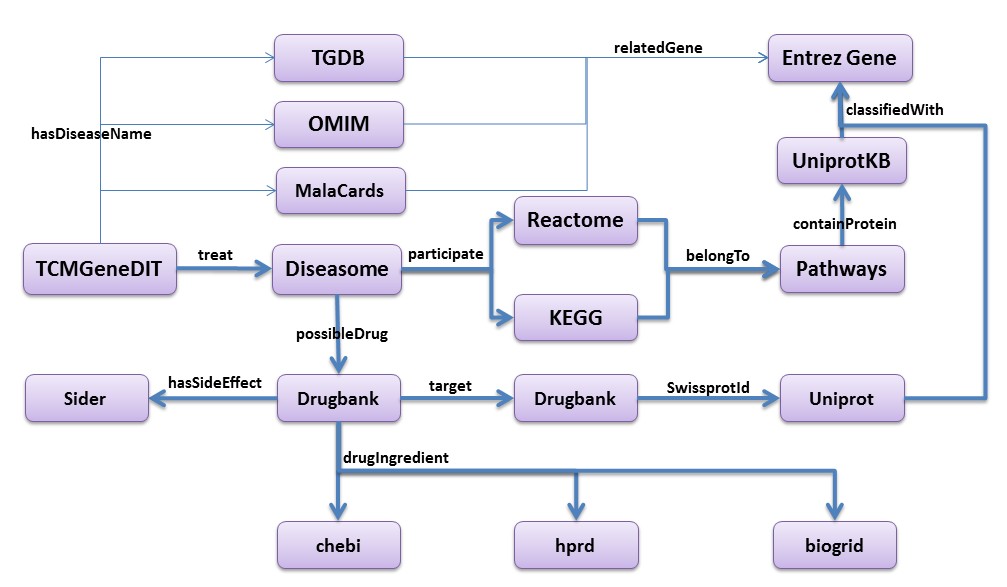 TGDB
relatedGene
Entrez Gene
classifiedWith
OMIM
hasDiseaseName
UniprotKB
MalaCards
Reactome
containProtein
TCMGeneDIT
treat
Diseasome
participate
belongTo
Pathways
KEGG
possibleDrug
Sider
hasSideEffect
Drugbank
target
Drugbank
SwissprotId
Uniprot
drugIngredient
chebi
hprd
biogrid